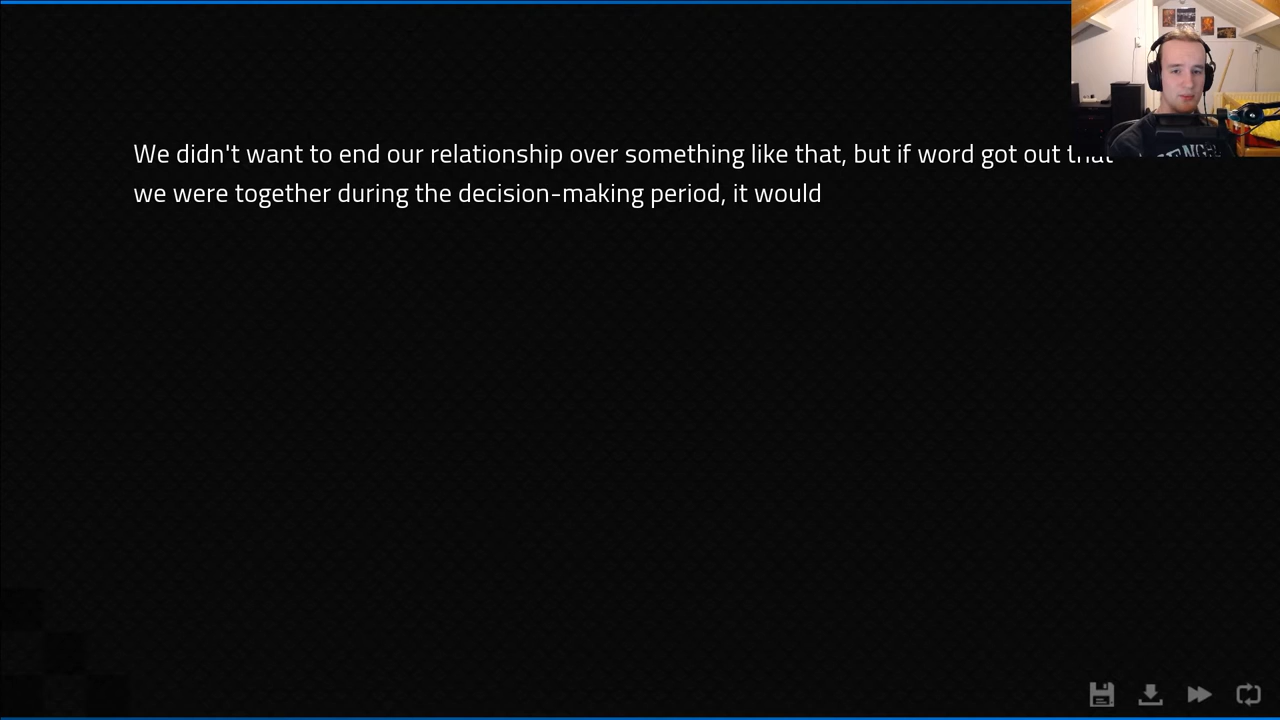 We didn't want to end our relationship over something like that, but if word got out that
we were together during the decision-making period, it would